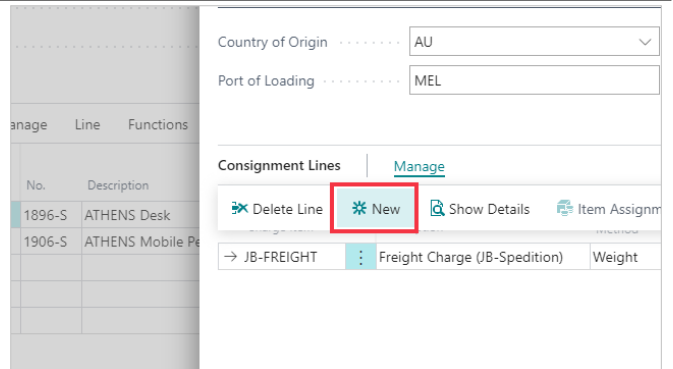 Country of Origin AU
Port of Loading MEL
anage Line Functions
Consignment Lines Manage
No. Description
Delete Line New Show Details Item Assignm
1896-S ATHENS Desk
1906-S ATHENS Mobile Pe
JB-FREIGHT Freight Charge (JB-Spedition) Weight